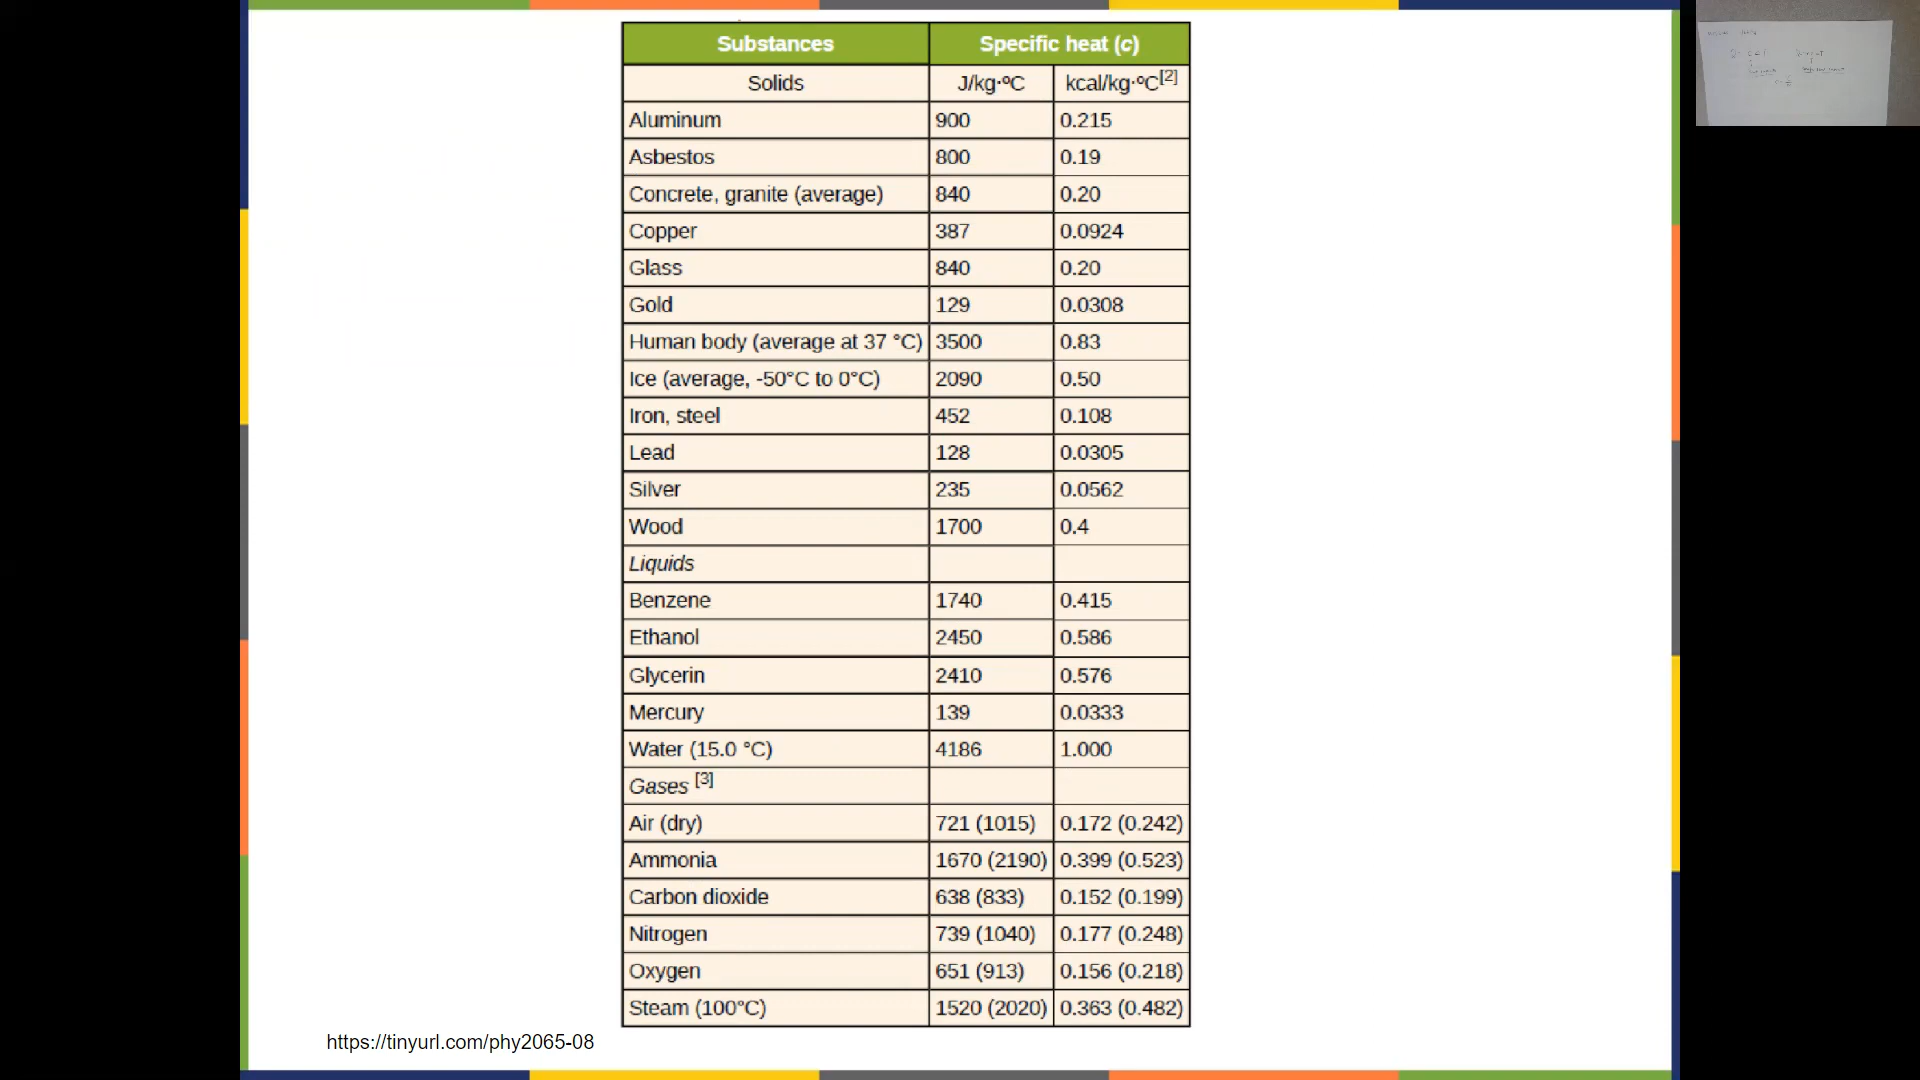 Substances Specific heat (c)
Solids J/kg·ºC kcal/kg·ºC[2]
Aluminum 900 0.215
Asbestos 800 0.19
Concrete, granite (average) 840 0.20
Copper 387 0.0924
Glass 840 0.20
Gold 129 0.0308
Human body (average at 37 °C) 3500 0.83
Ice (average, -50°C to 0°C) 2090 0.50
Iron, steel 452 0.108
Lead 128 0.0305
Silver 235 0.0562
Wood 1700 0.4
Liquids
Benzene 1740 0.415
Ethanol 2450 0.586
Glycerin 2410 0.576
Mercury 139 0.0333
Water (15.0 °C) 4186 1.000
Gases [3]
Air (dry) 721 (1015) 0.172 (0.242)
Ammonia 1670 (2190) 0.399 (0.523)
Carbon dioxide 638 (833) 0.152 (0.199)
Nitrogen 739 (1040) 0.177 (0.248)
Oxygen 651 (913) 0.156 (0.218)
Steam (100°C) 1520 (2020) 0.363 (0.482)
https://tinyurl.com/phy2065-08